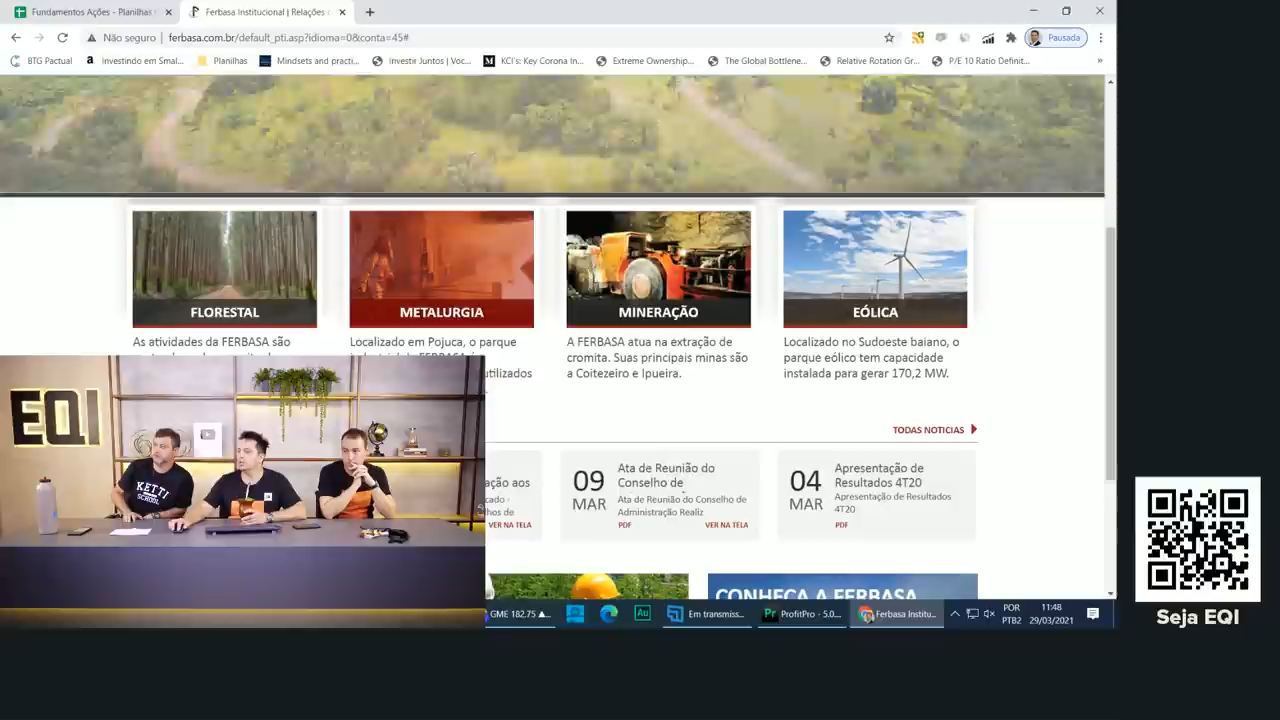 Fundamentos Ações - Planilhas
Ferbasa Institucional | Relações
Não seguro
ferbasa.com.br/default_pti.asp?idioma=0&conta=45#
Pausada
BTG Pactual
Investindo em Smal...
Planilhas
Mindsets and practi...
Investir Juntos | Voc...
KCI's: Key Corona In...
Extreme Ownership...
The Global Bottlene...
Relative Rotation Gr...
P/E 10 Ratio Definit...
FLORESTAL
METALURGIA
MINERAÇÃO
EÓLICA
As atividades da FERBASA são
Localizado em Pojuca, o parque
utilizados
A FERBASA atua na extração de
cromita. Suas principais minas são
a Coitezeiro e Ipueira.
Localizado no Sudoeste baiano, o
parque eólico tem capacidade
instalada para gerar 170,2 MW.
TODAS NOTICIAS
ação aos
cado -
lhos de
VER NA TELA
09
MAR
Ata de Reunião do
Conselho de
Ata de Reunião do Conselho de
Administração Realiz
PDF
VER NA TELA
04
MAR
Apresentação de
Resultados 4T20
Apresentação de Resultados
4T20
PDF
CONHEÇA A FERBASA
EQI
KETTI
SCHOOL
GME 182.75
Em transmiss...
ProfitPro - 5.0...
Ferbasa Institu...
POR
PTB2
11:48
29/03/2021
Seja EQI